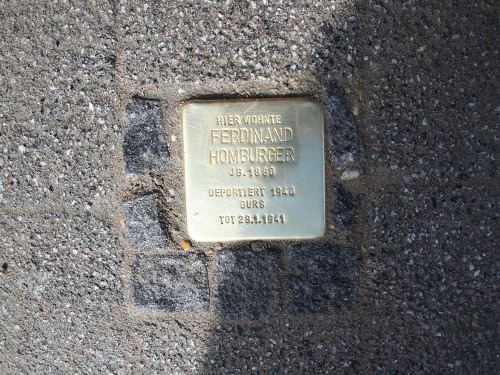 HIER WOHNTE
FERDINAND
HOMBURGER
JG. 1860
DEPORTIERT 1940
GURS
TOT 28.1.1941